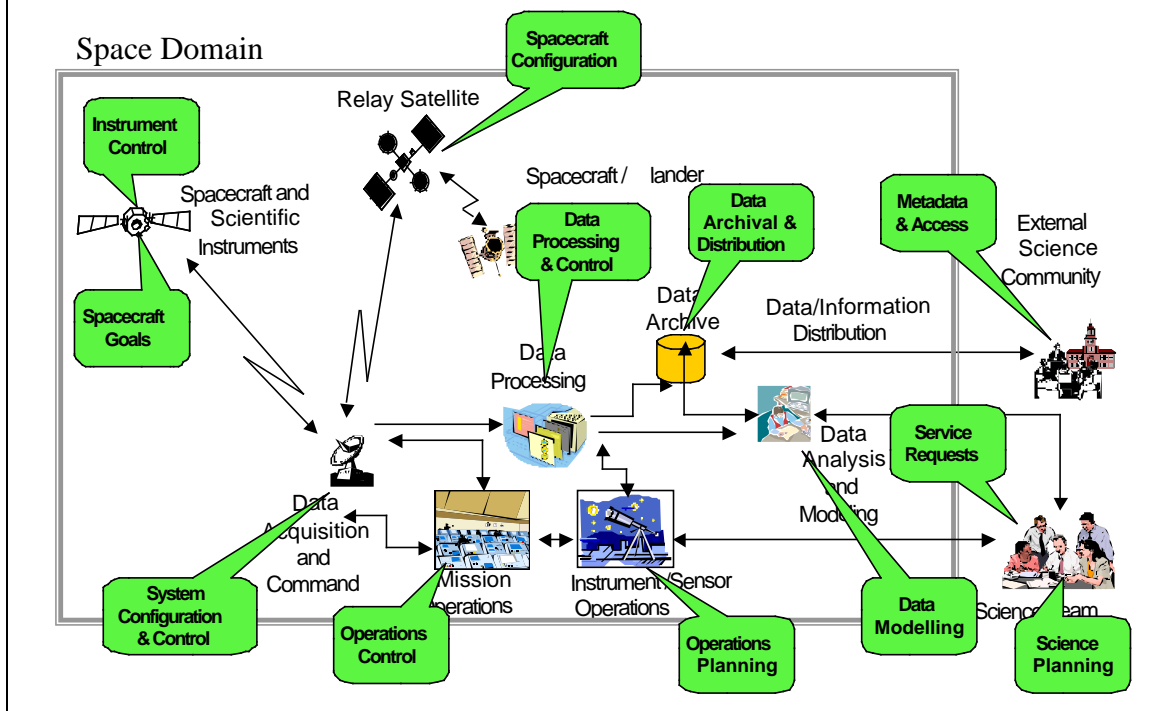 Space Domain
Spacecraft
Configuration
Relay Satellite
Instrument
Control
Spacecraft and
Scientific
Instruments
Spacecraft / lander
Data
Processing
& Control
Data
Archival &
Distribution
Metadata
& Access
External
Science
Community
Spacecraft
Goals
Data
Archive
Data/Information
Distribution
Data
Processing
Data
Analysis
and
Modeling
Service
Requests
Data
Acquisition
and
Command
System
Configuration
& Control
Mission
Operations
Operations
Control
Instrument /Sensor
Operations
Operations
Planning
Data
Modelling
Science Team
Science
Planning